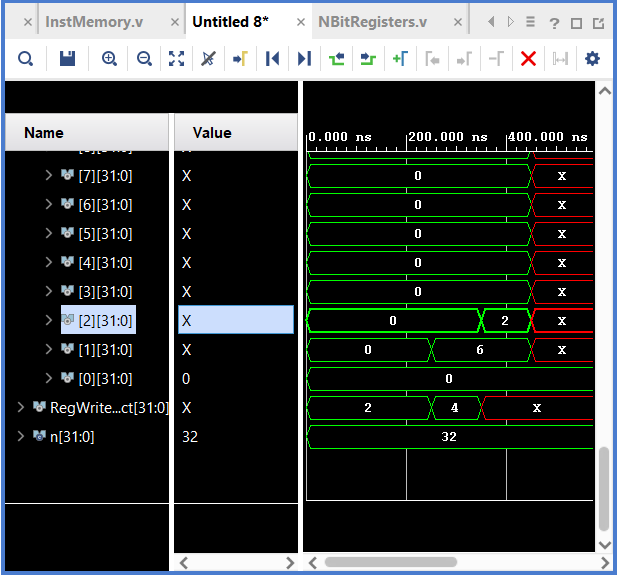 InstMemory.v Untitled 8* NBitRegisters.v
Name Value
0.000 ns 200.000 ns 400.000 ns
[7][31:0] X 0 X
[6][31:0] X 0 X
[5][31:0] X 0 X
[4][31:0] X 0 X
[3][31:0] X 0 X
[2][31:0] X 0 2 X
[1][31:0] X 0 6 X
[0][31:0] 0 0
RegWrite...ct[31:0] X 2 4 X
n[31:0] 32 32